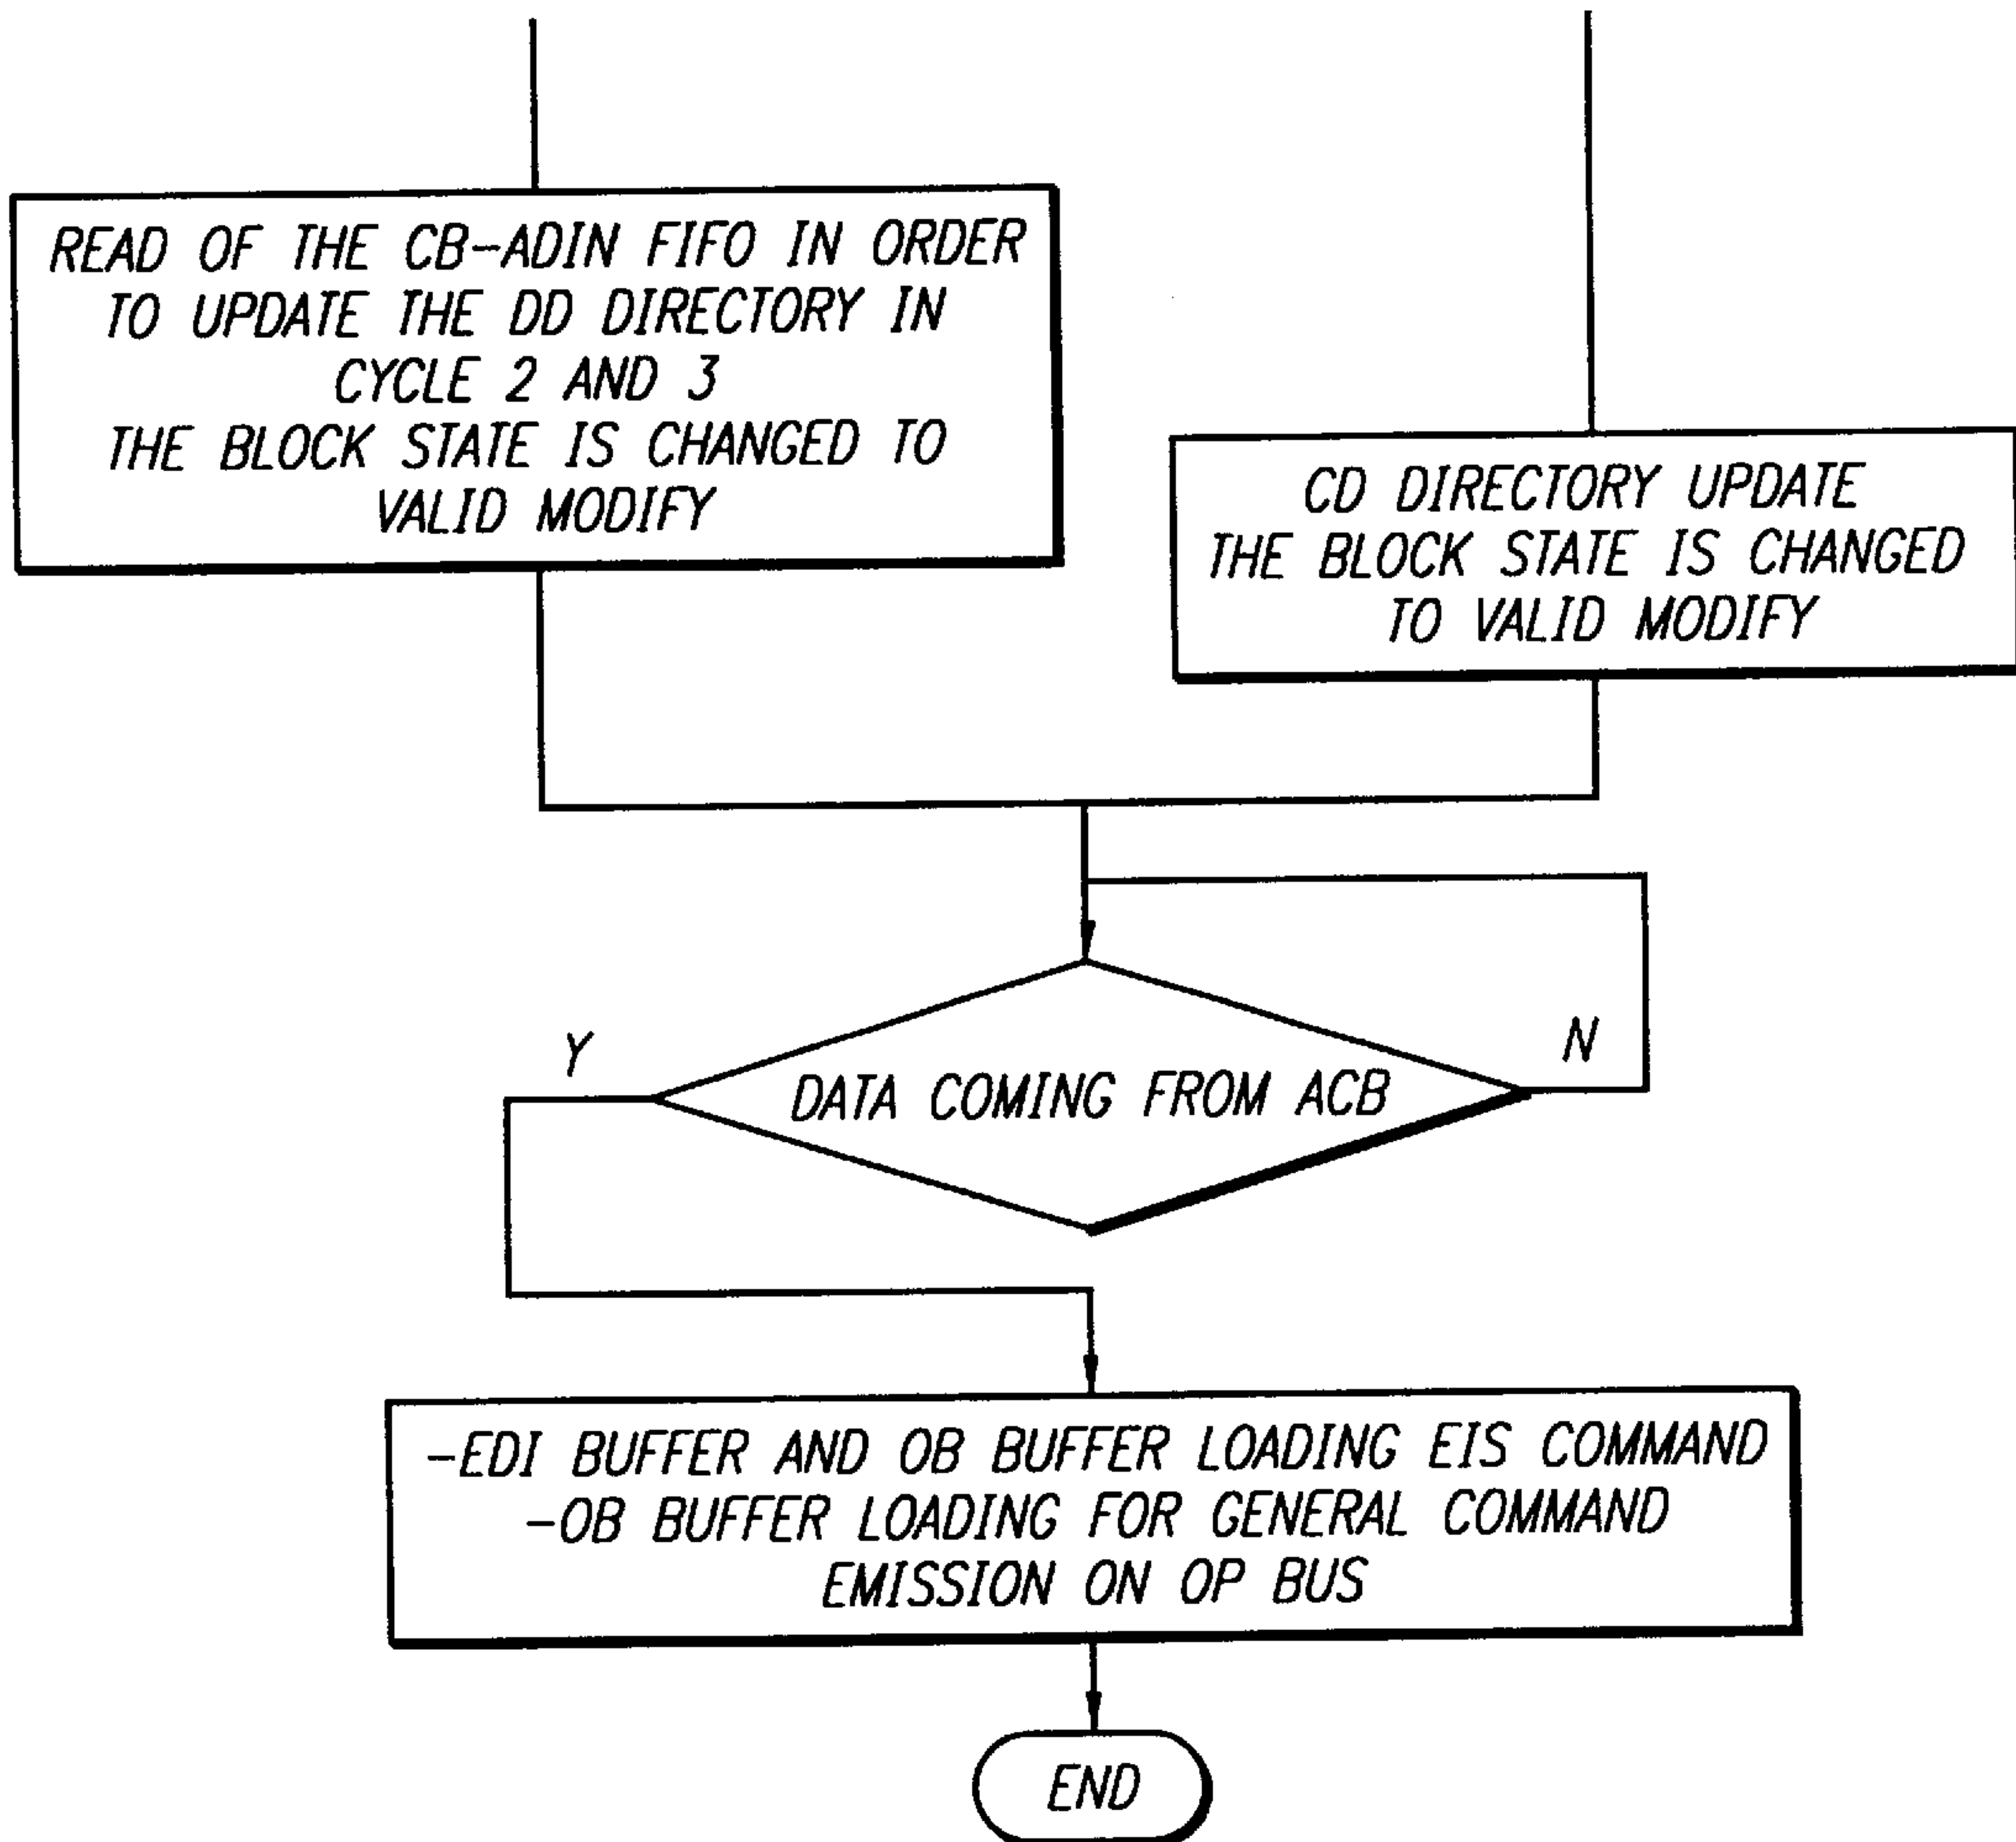 READ OF THE CB-ADIN FIFO IN ORDER
TO UPDATE THE DD DIRECTORY IN
CYCLE 2 AND 3
THE BLOCK STATE IS CHANGED TO
VALID MODIFY
CD DIRECTORY UPDATE
THE BLOCK STATE IS CHANGED
TO VALID MODIFY
Y
N
DATA COMING FROM ACB
-EDI BUFFER AND OB BUFFER LOADING EIS COMMAND
-OB BUFFER LOADING FOR GENERAL COMMAND
EMISSION ON OP BUS
END